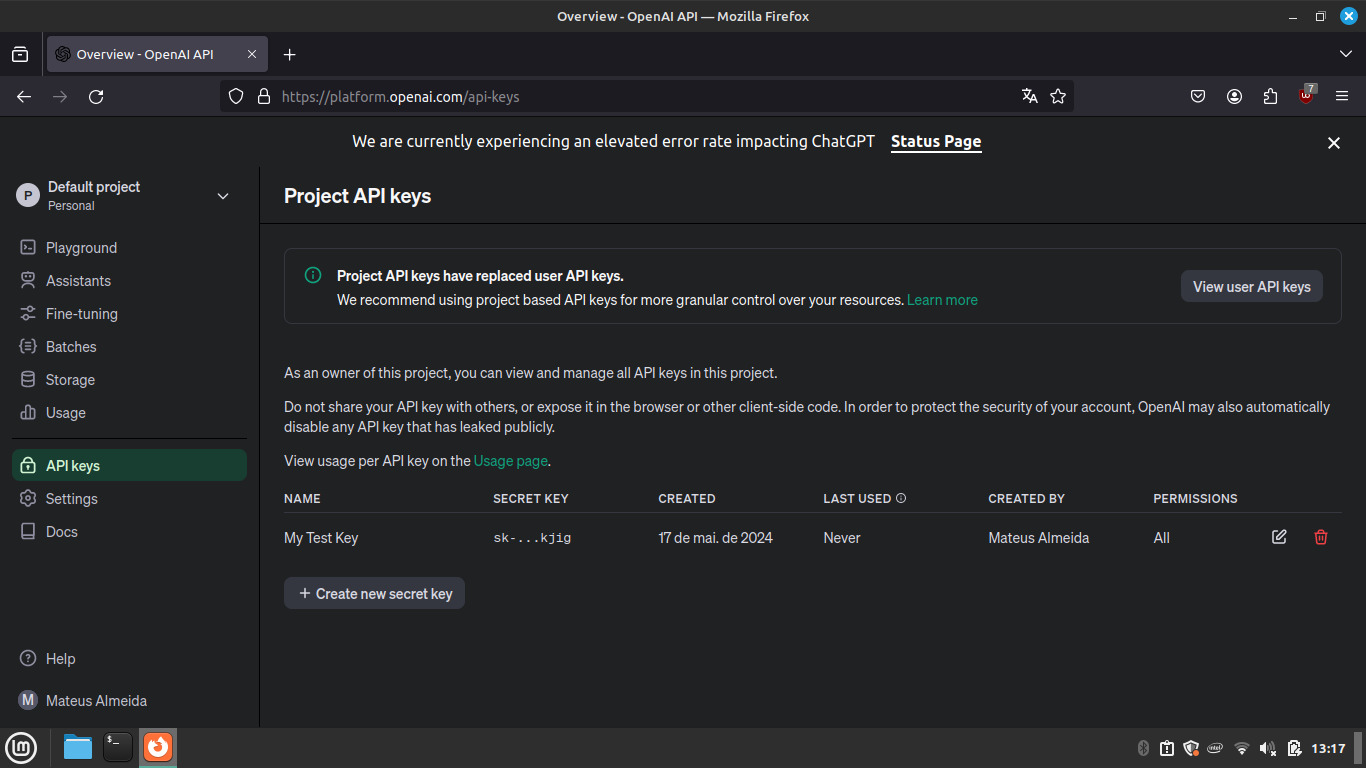 Overview - OpenAI API — Mozilla Firefox
Overview - OpenAI API
https://platform.openai.com/api-keys
7
We are currently experiencing an elevated error rate impacting ChatGPT Status Page
P
Default project
Personal
Playground
Assistants
Fine-tuning
Batches
Storage
Usage
API keys
Settings
Docs
Help
M Mateus Almeida
Project API keys
Project API keys have replaced user API keys.
We recommend using project based API keys for more granular control over your resources. Learn more
View user API keys
As an owner of this project, you can view and manage all API keys in this project.
Do not share your API key with others, or expose it in the browser or other client-side code. In order to protect the security of your account, OpenAI may also automatically
disable any API key that has leaked publicly.
View usage per API key on the Usage page.
NAME SECRET KEY CREATED LAST USED CREATED BY PERMISSIONS
My Test Key sk-...kjig 17 de mai. de 2024 Never Mateus Almeida All
+ Create new secret key
intel
13:17